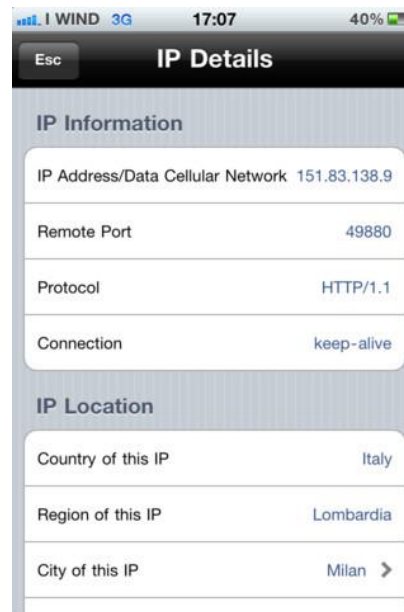 I WIND 3G 17:07 40%
Esc IP Details
IP Information
IP Address/Data Cellular Network 151.83.138.9
Remote Port 49880
Protocol HTTP/1.1
Connection keep-alive
IP Location
Country of this IP Italy
Region of this IP Lombardia
City of this IP Milan